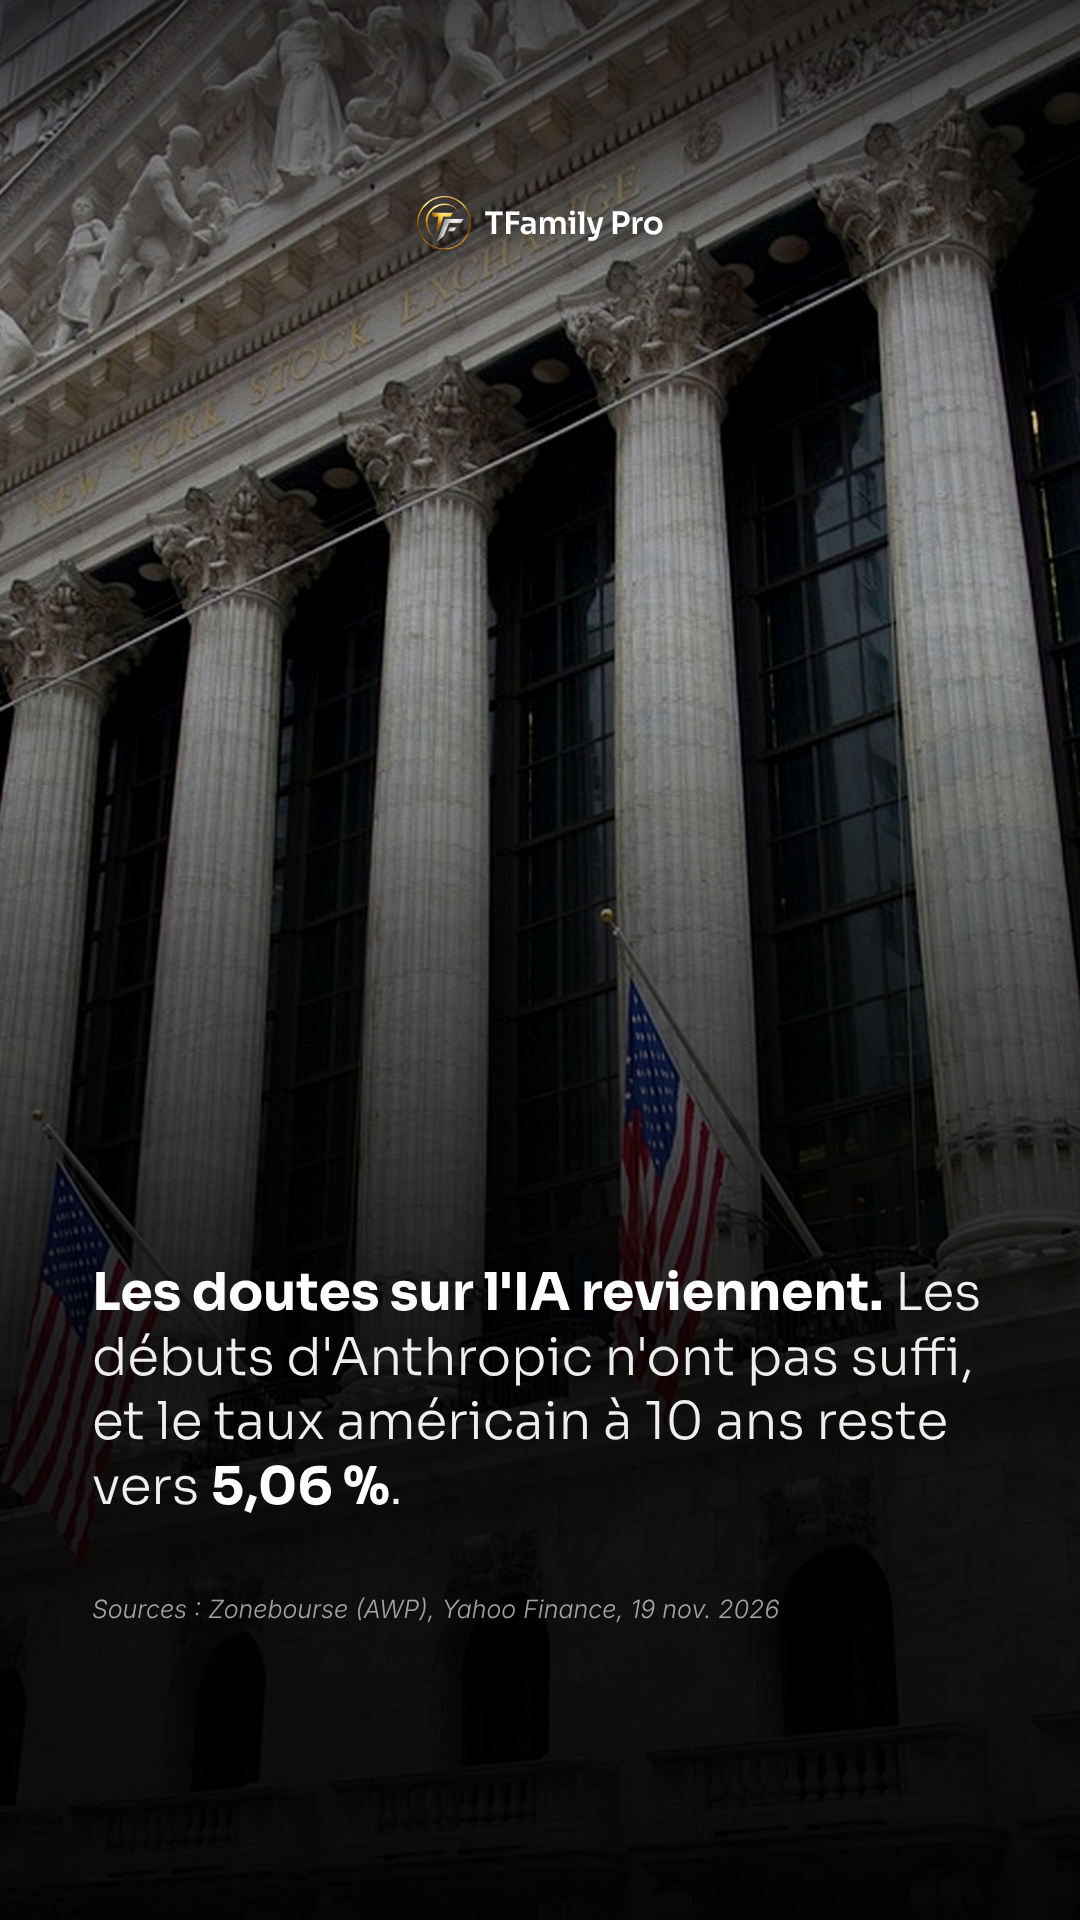 TF TFamily Pro
NEW YORK STOCK EXCHANGE
Les doutes sur l'IA reviennent. Les
débuts d'Anthropic n'ont pas suffi,
et le taux américain à 10 ans reste
vers 5,06 %.
Sources : Zonebourse (AWP), Yahoo Finance, 19 nov. 2026